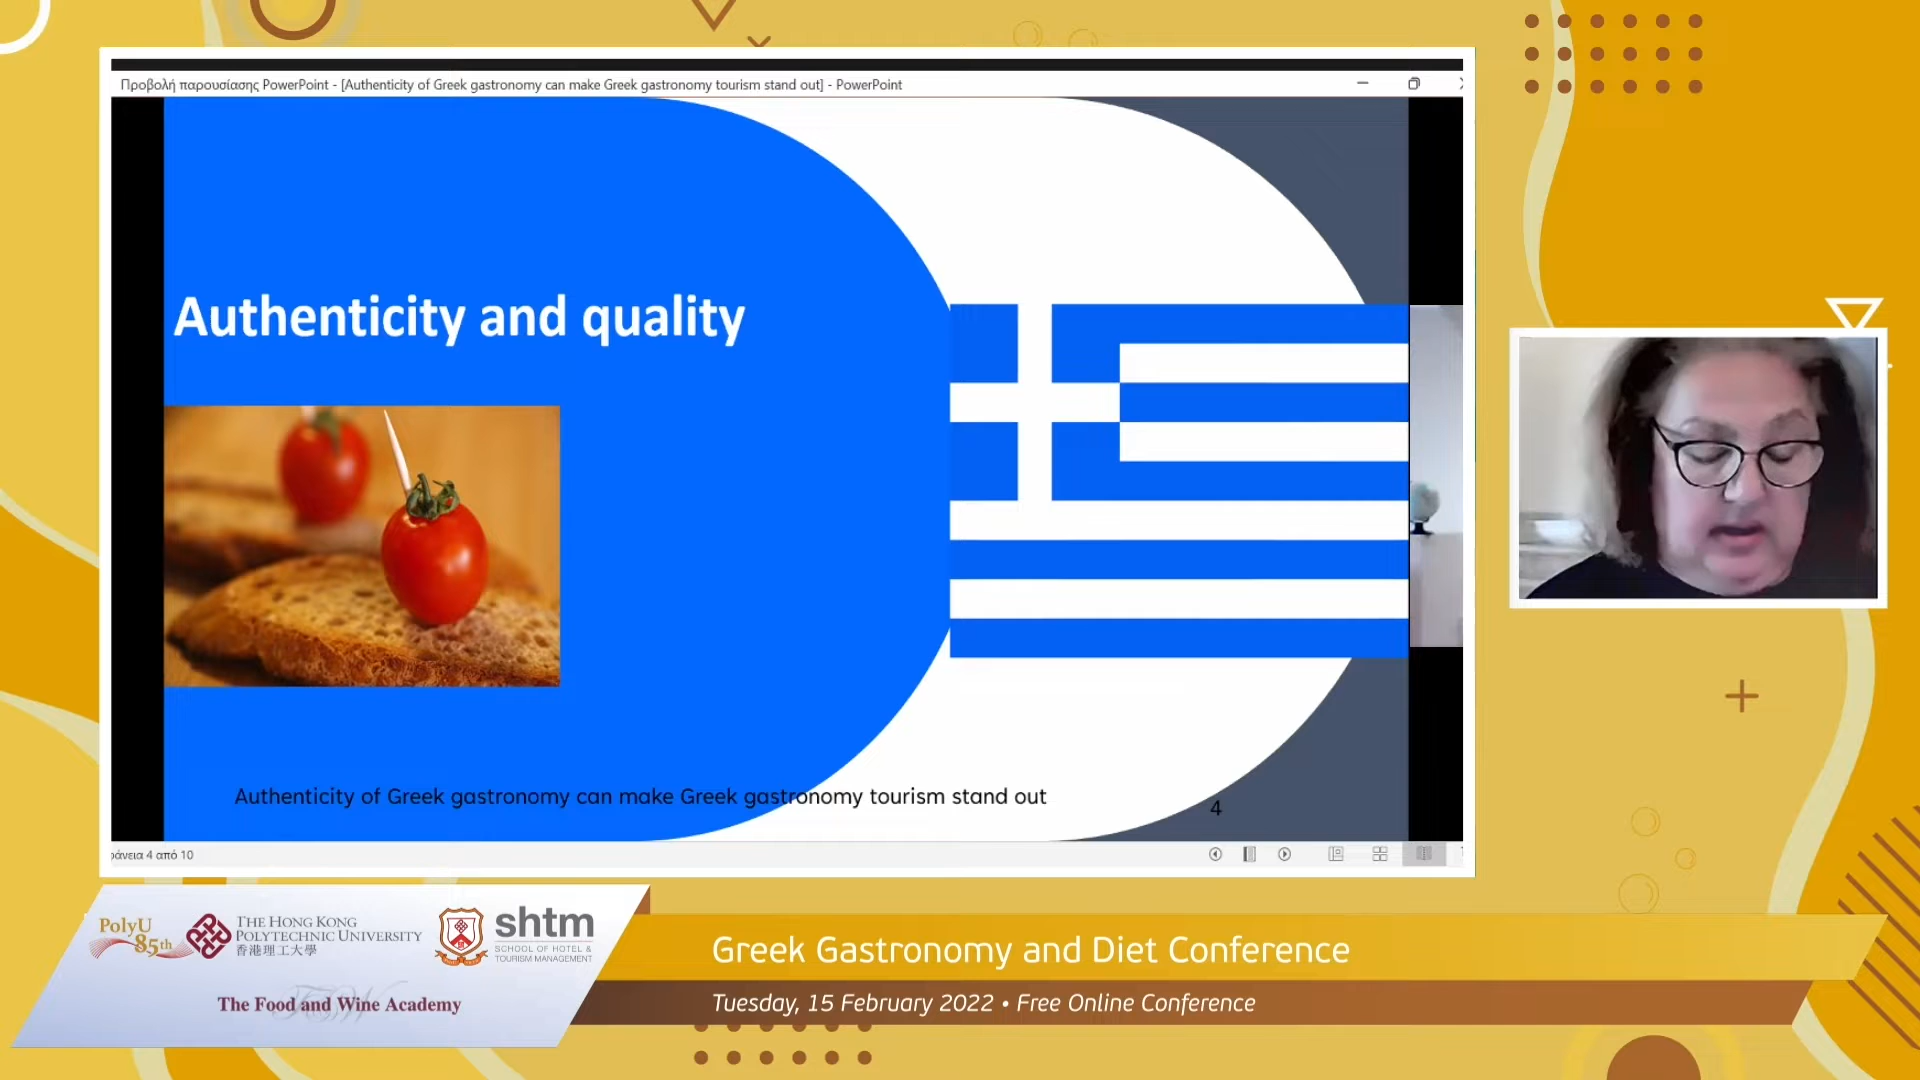 Προβολή παρουσίασης PowerPoint - [Authenticity of Greek gastronomy can make Greek gastronomy tourism stand out] - PowerPoint
Authenticity and quality
Authenticity of Greek gastronomy can make Greek gastronomy tourism stand out
4
4 από 10
PolyU
85th
THE HONG KONG
POLYTECHNIC UNIVERSITY
香港理工大學
shtm
SCHOOL OF HOTEL &
TOURISM MANAGEMENT
The Food and Wine Academy
Greek Gastronomy and Diet Conference
Tuesday, 15 February 2022 • Free Online Conference